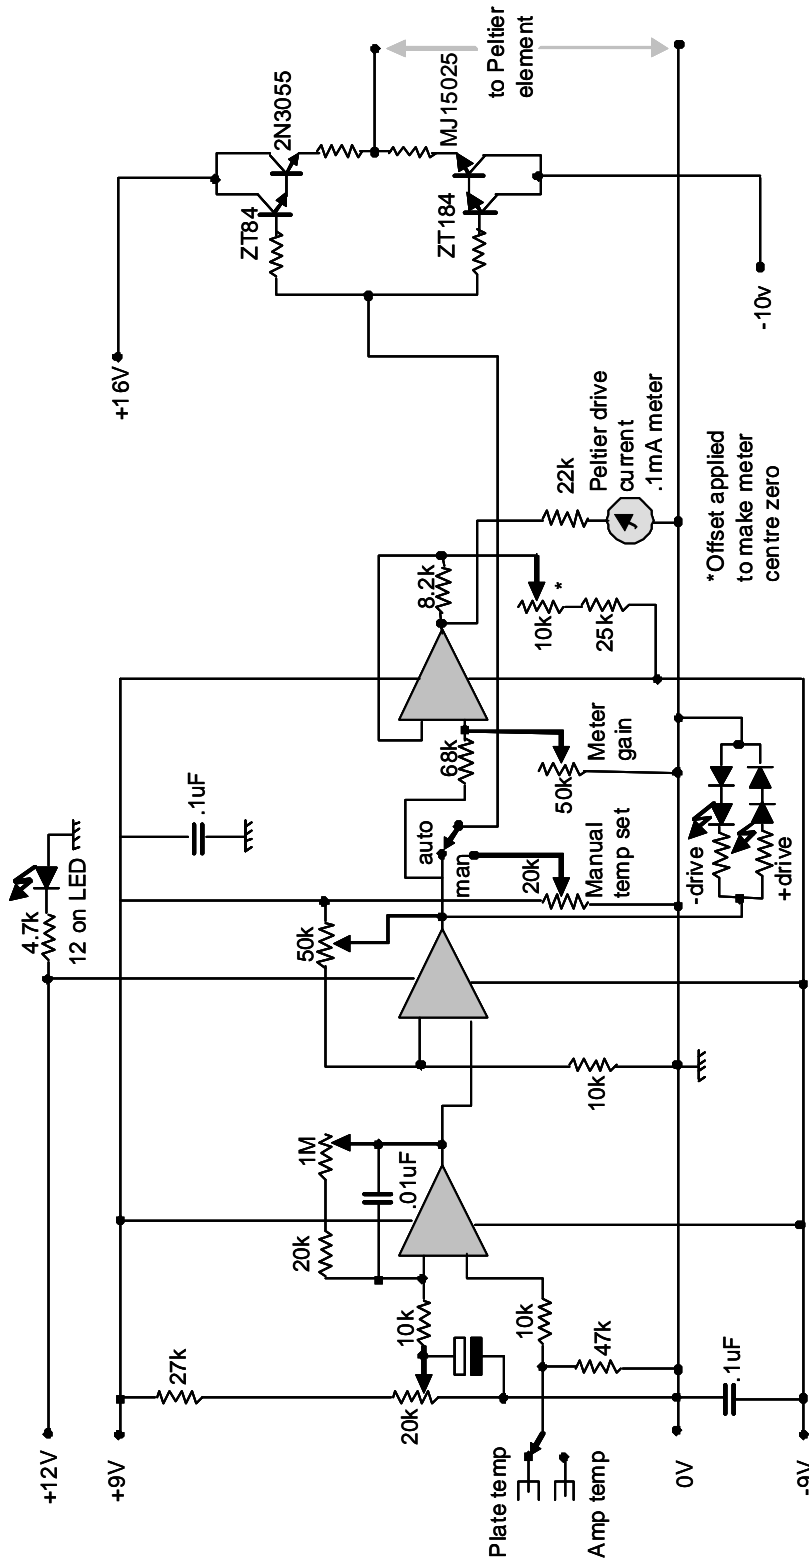 +12V
+9V
Plate temp
Amp temp
0V
-9V
27k
20k
10k
10k
47k
.1uF
20k
1M
.01uF
4.7k
12 on LED
50k
10k
.1uF
auto
man
20k
Manual
temp set
-drive
+drive
68k
50k
Meter
gain
8.2k
10k
*
25k
22k
Peltier drive
current
.1mA meter
*Offset applied
to make meter
centre zero
+16V
-10v
ZT84
2N3055
ZT184
MJ15025
to Peltier
element